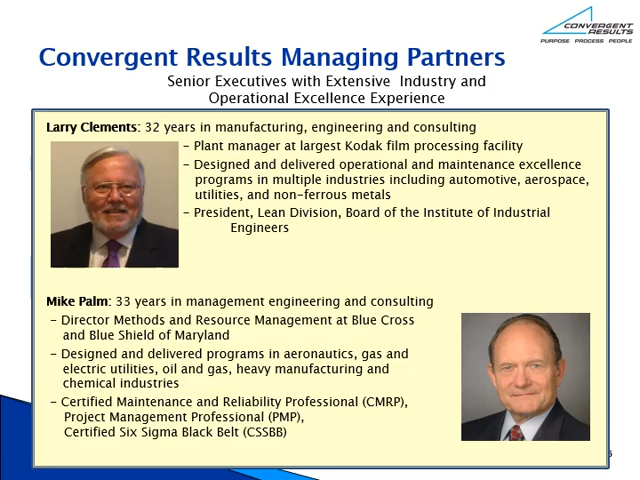 CONVERGENT
RESULTS
PURPOSE PROCESS PEOPLE
Convergent Results Managing Partners
Senior Executives with Extensive Industry and
Operational Excellence Experience
Larry Clements: 32 years in manufacturing, engineering and consulting
- Plant manager at largest Kodak film processing facility
- Designed and delivered operational and maintenance excellence
programs in multiple industries including automotive, aerospace,
utilities, and non-ferrous metals
- President, Lean Division, Board of the Institute of Industrial
Engineers
Mike Palm: 33 years in management engineering and consulting
- Director Methods and Resource Management at Blue Cross
and Blue Shield of Maryland
- Designed and delivered programs in aeronautics, gas and
electric utilities, oil and gas, heavy manufacturing and
chemical industries
- Certified Maintenance and Reliability Professional (CMRP),
Project Management Professional (PMP),
Certified Six Sigma Black Belt (CSSBB)